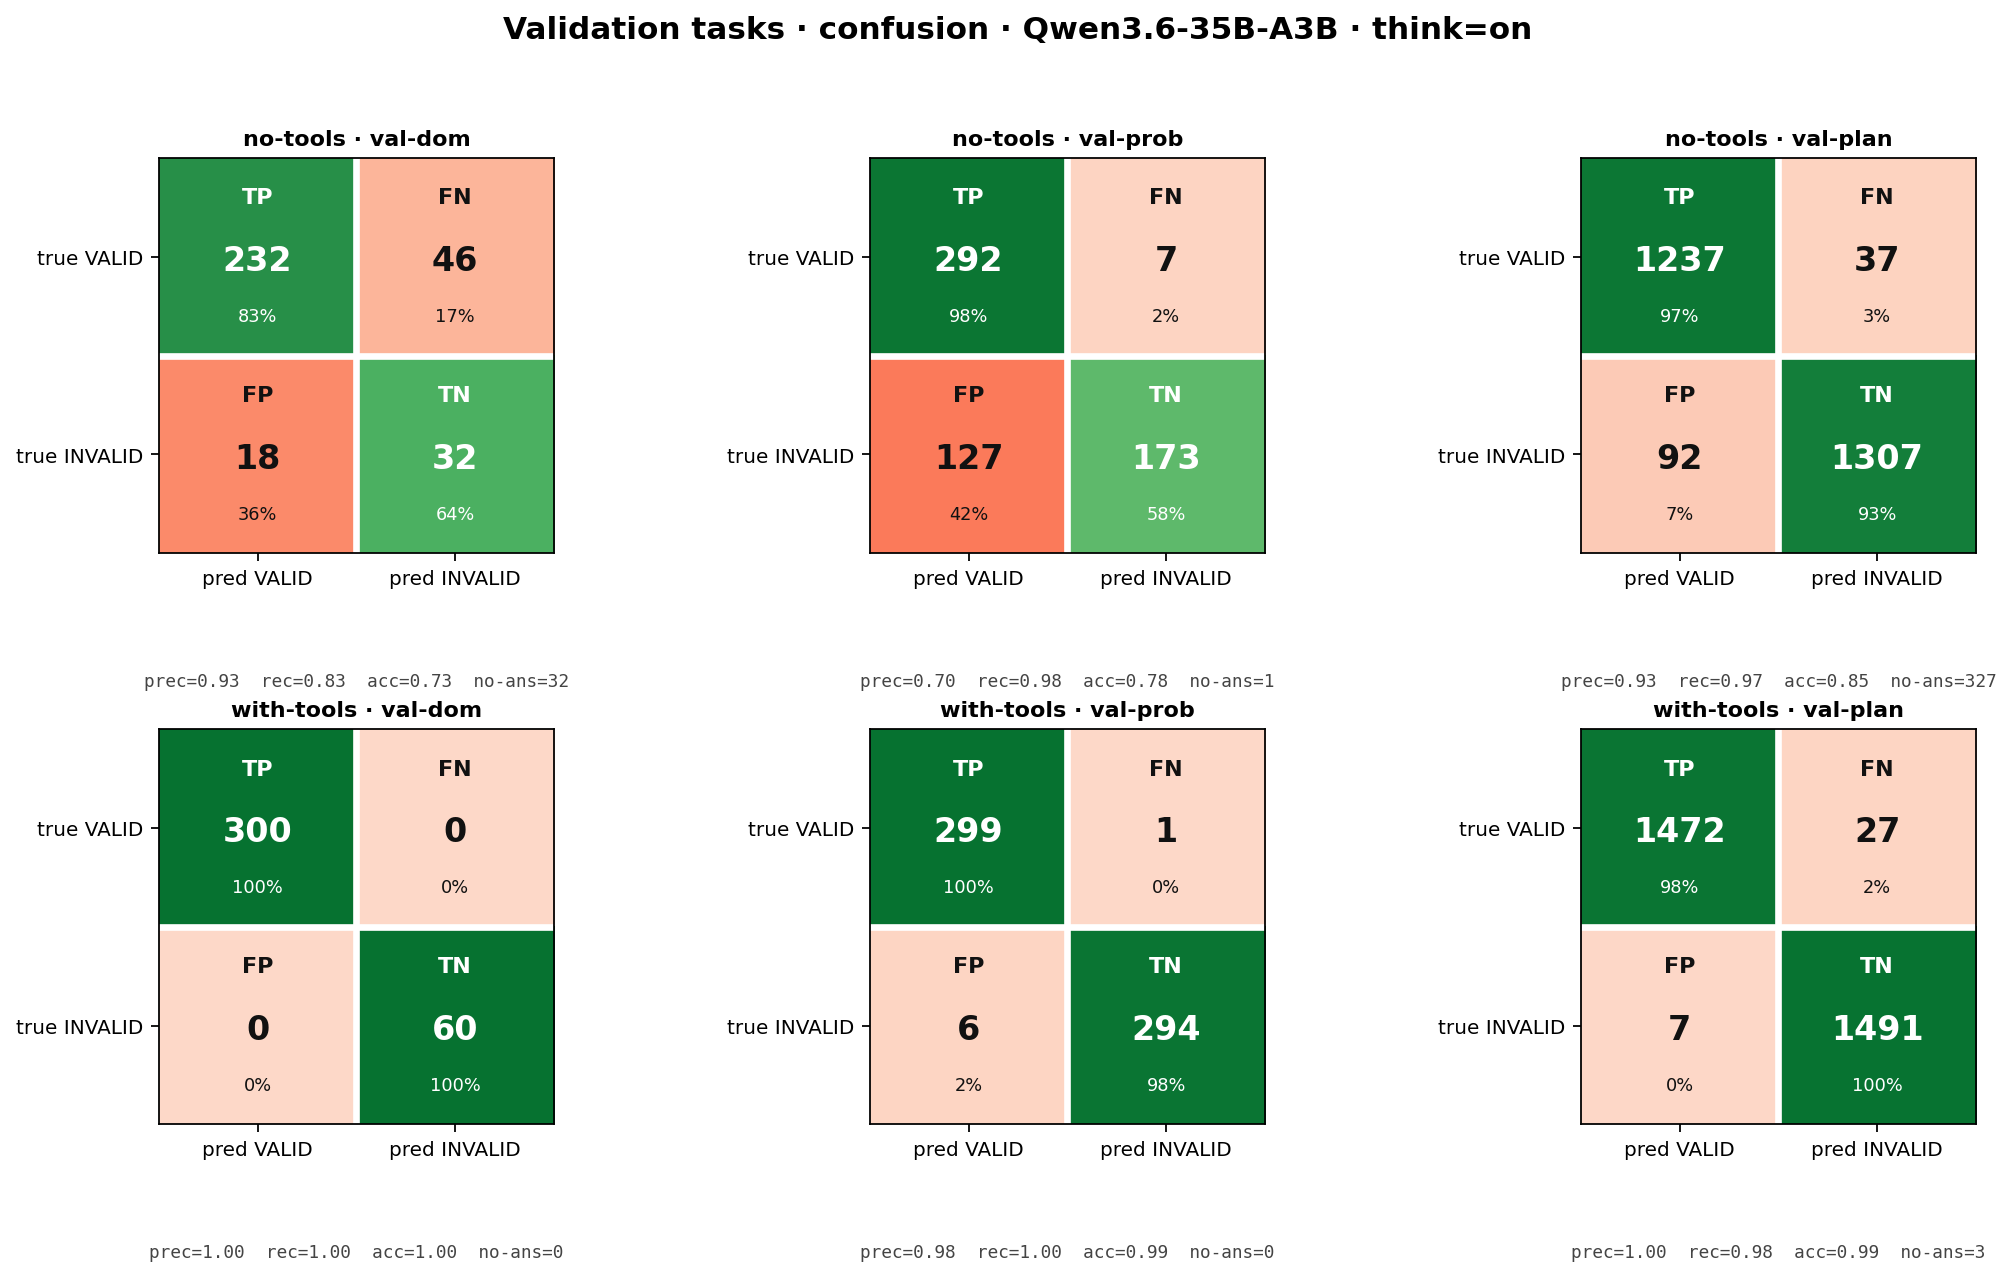 Validation tasks · confusion · Qwen3.6-35B-A3B · think=on
no-tools · val-dom
TP
FN
true VALID
232
46
83%
17%
FP
TN
true INVALID
18
32
36%
64%
pred VALID
pred INVALID
prec=0.93 rec=0.83 acc=0.73 no-ans=32
no-tools · val-prob
TP
FN
true VALID
292
7
98%
2%
FP
TN
true INVALID
127
173
42%
58%
pred VALID
pred INVALID
prec=0.70 rec=0.98 acc=0.78 no-ans=1
no-tools · val-plan
TP
FN
true VALID
1237
37
97%
3%
FP
TN
true INVALID
92
1307
7%
93%
pred VALID
pred INVALID
prec=0.93 rec=0.97 acc=0.85 no-ans=327
with-tools · val-dom
TP
FN
true VALID
300
0
100%
0%
FP
TN
true INVALID
0
60
0%
100%
pred VALID
pred INVALID
prec=1.00 rec=1.00 acc=1.00 no-ans=0
with-tools · val-prob
TP
FN
true VALID
299
1
100%
0%
FP
TN
true INVALID
6
294
2%
98%
pred VALID
pred INVALID
prec=0.98 rec=1.00 acc=0.99 no-ans=0
with-tools · val-plan
TP
FN
true VALID
1472
27
98%
2%
FP
TN
true INVALID
7
1491
0%
100%
pred VALID
pred INVALID
prec=1.00 rec=0.98 acc=0.99 no-ans=3